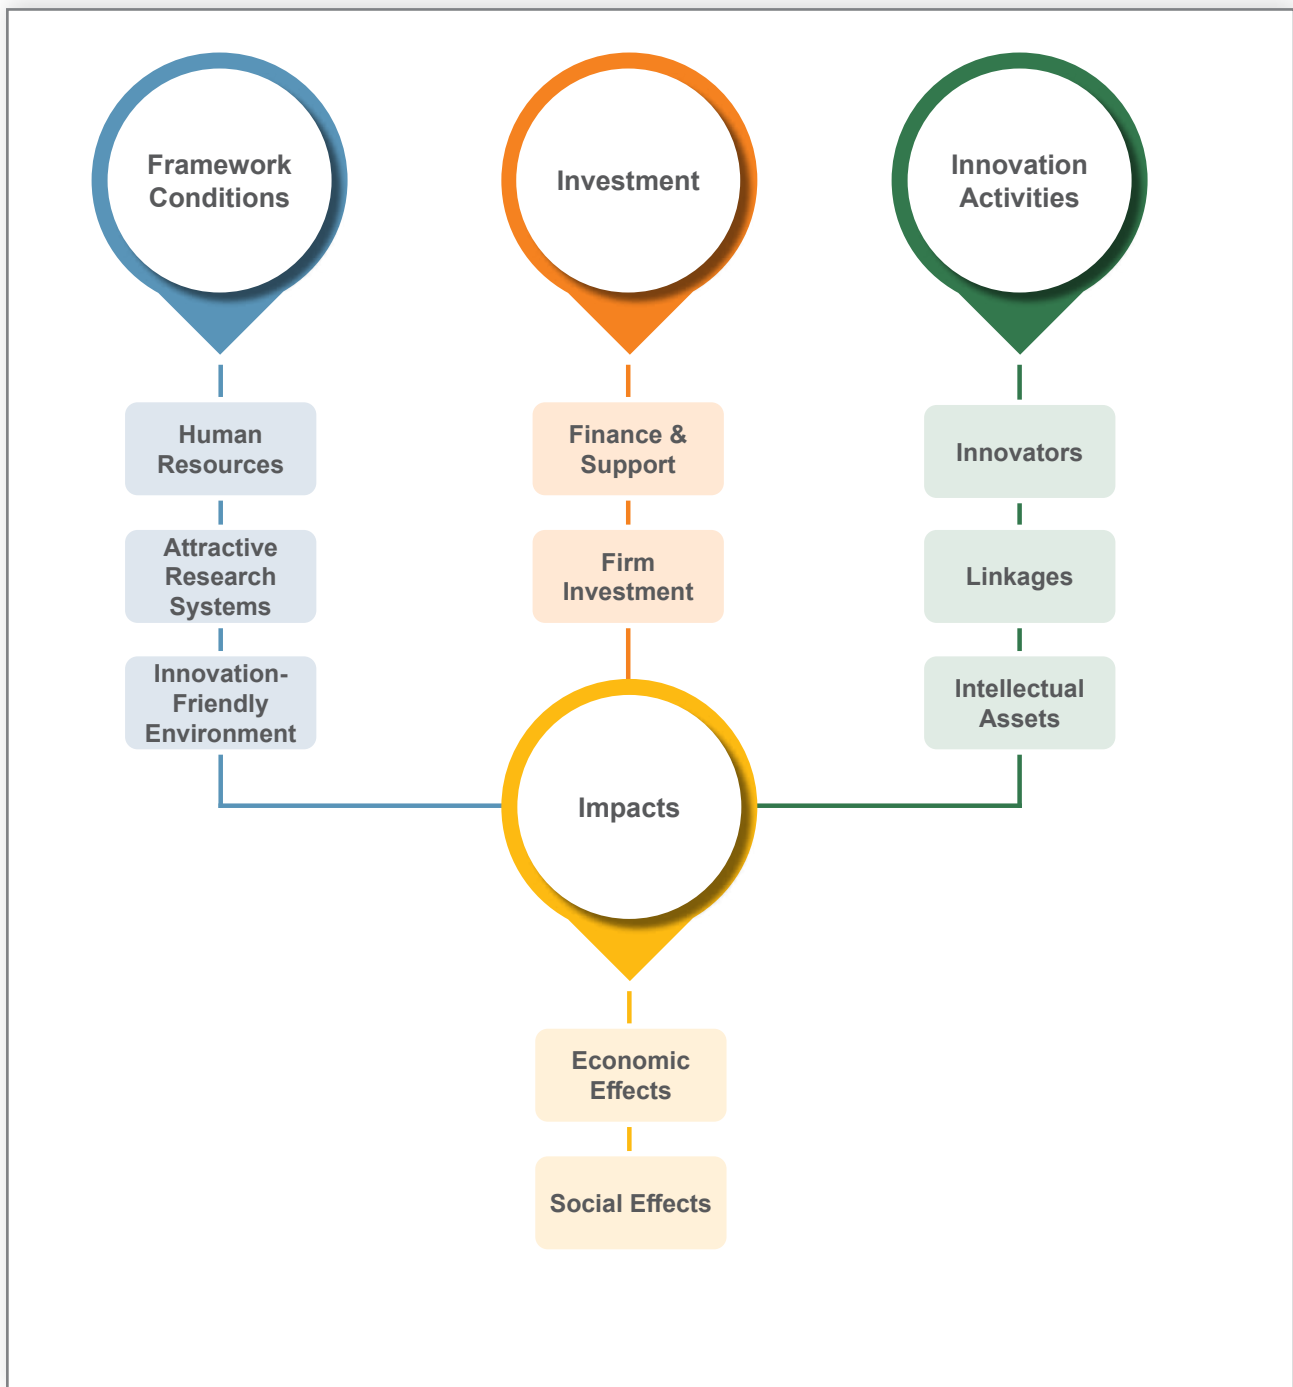 Framework
Conditions
Investment
Innovation
Activities
Human
Resources
Finance &
Support
Innovators
Attractive
Research
Systems
Firm
Investment
Linkages
Innovation-
Friendly
Environment
Intellectual
Assets
Impacts
Economic
Effects
Social Effects